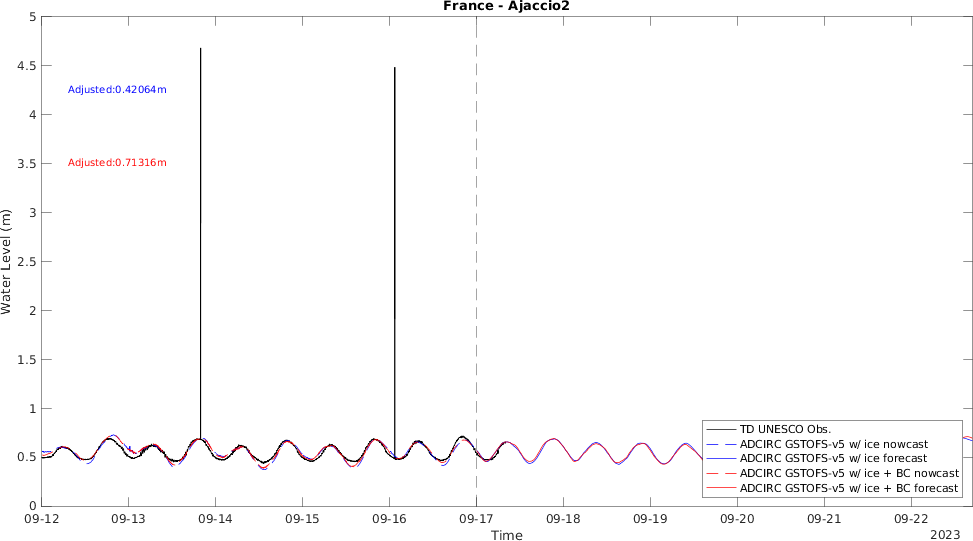 France - Ajaccio2
5
4.5
4
3.5
3
2.5
2
1.5
1
0.5
0
Water Level (m)
Adjusted:0.42064m
Adjusted:0.71316m
TD UNESCO Obs.
ADCIRC GSTOFS-v5 w/ ice nowcast
ADCIRC GSTOFS-v5 w/ ice forecast
ADCIRC GSTOFS-v5 w/ ice + BC nowcast
ADCIRC GSTOFS-v5 w/ ice + BC forecast
09-12 09-13 09-14 09-15 09-16 09-17 09-18 09-19 09-20 09-21 09-22
Time
2023